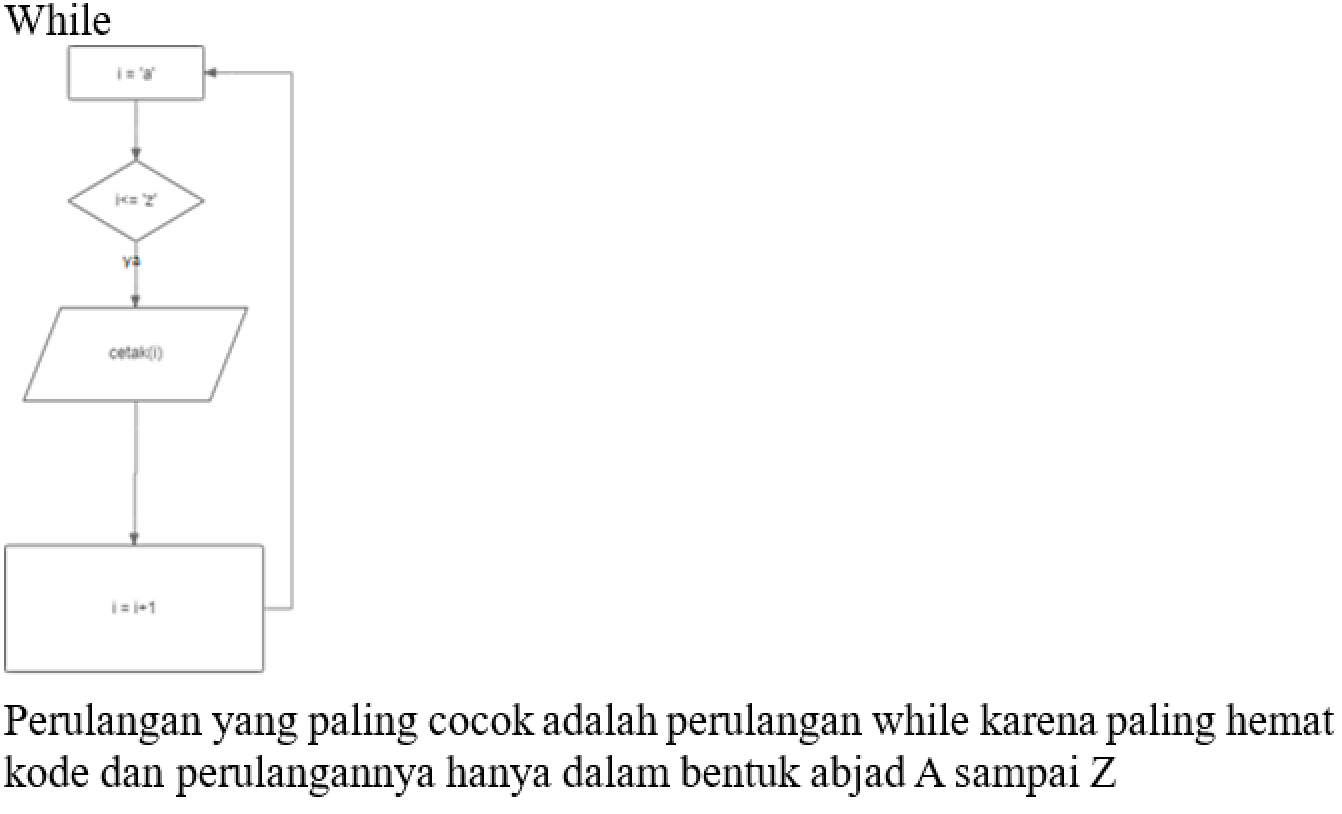 While
i = 'a'
i<= 'z'
ya
cetak(i)
i = i+1
Perulangan yang paling cocok adalah perulangan while karena paling hemat
kode dan perulangannya hanya dalam bentuk abjad A sampai Z